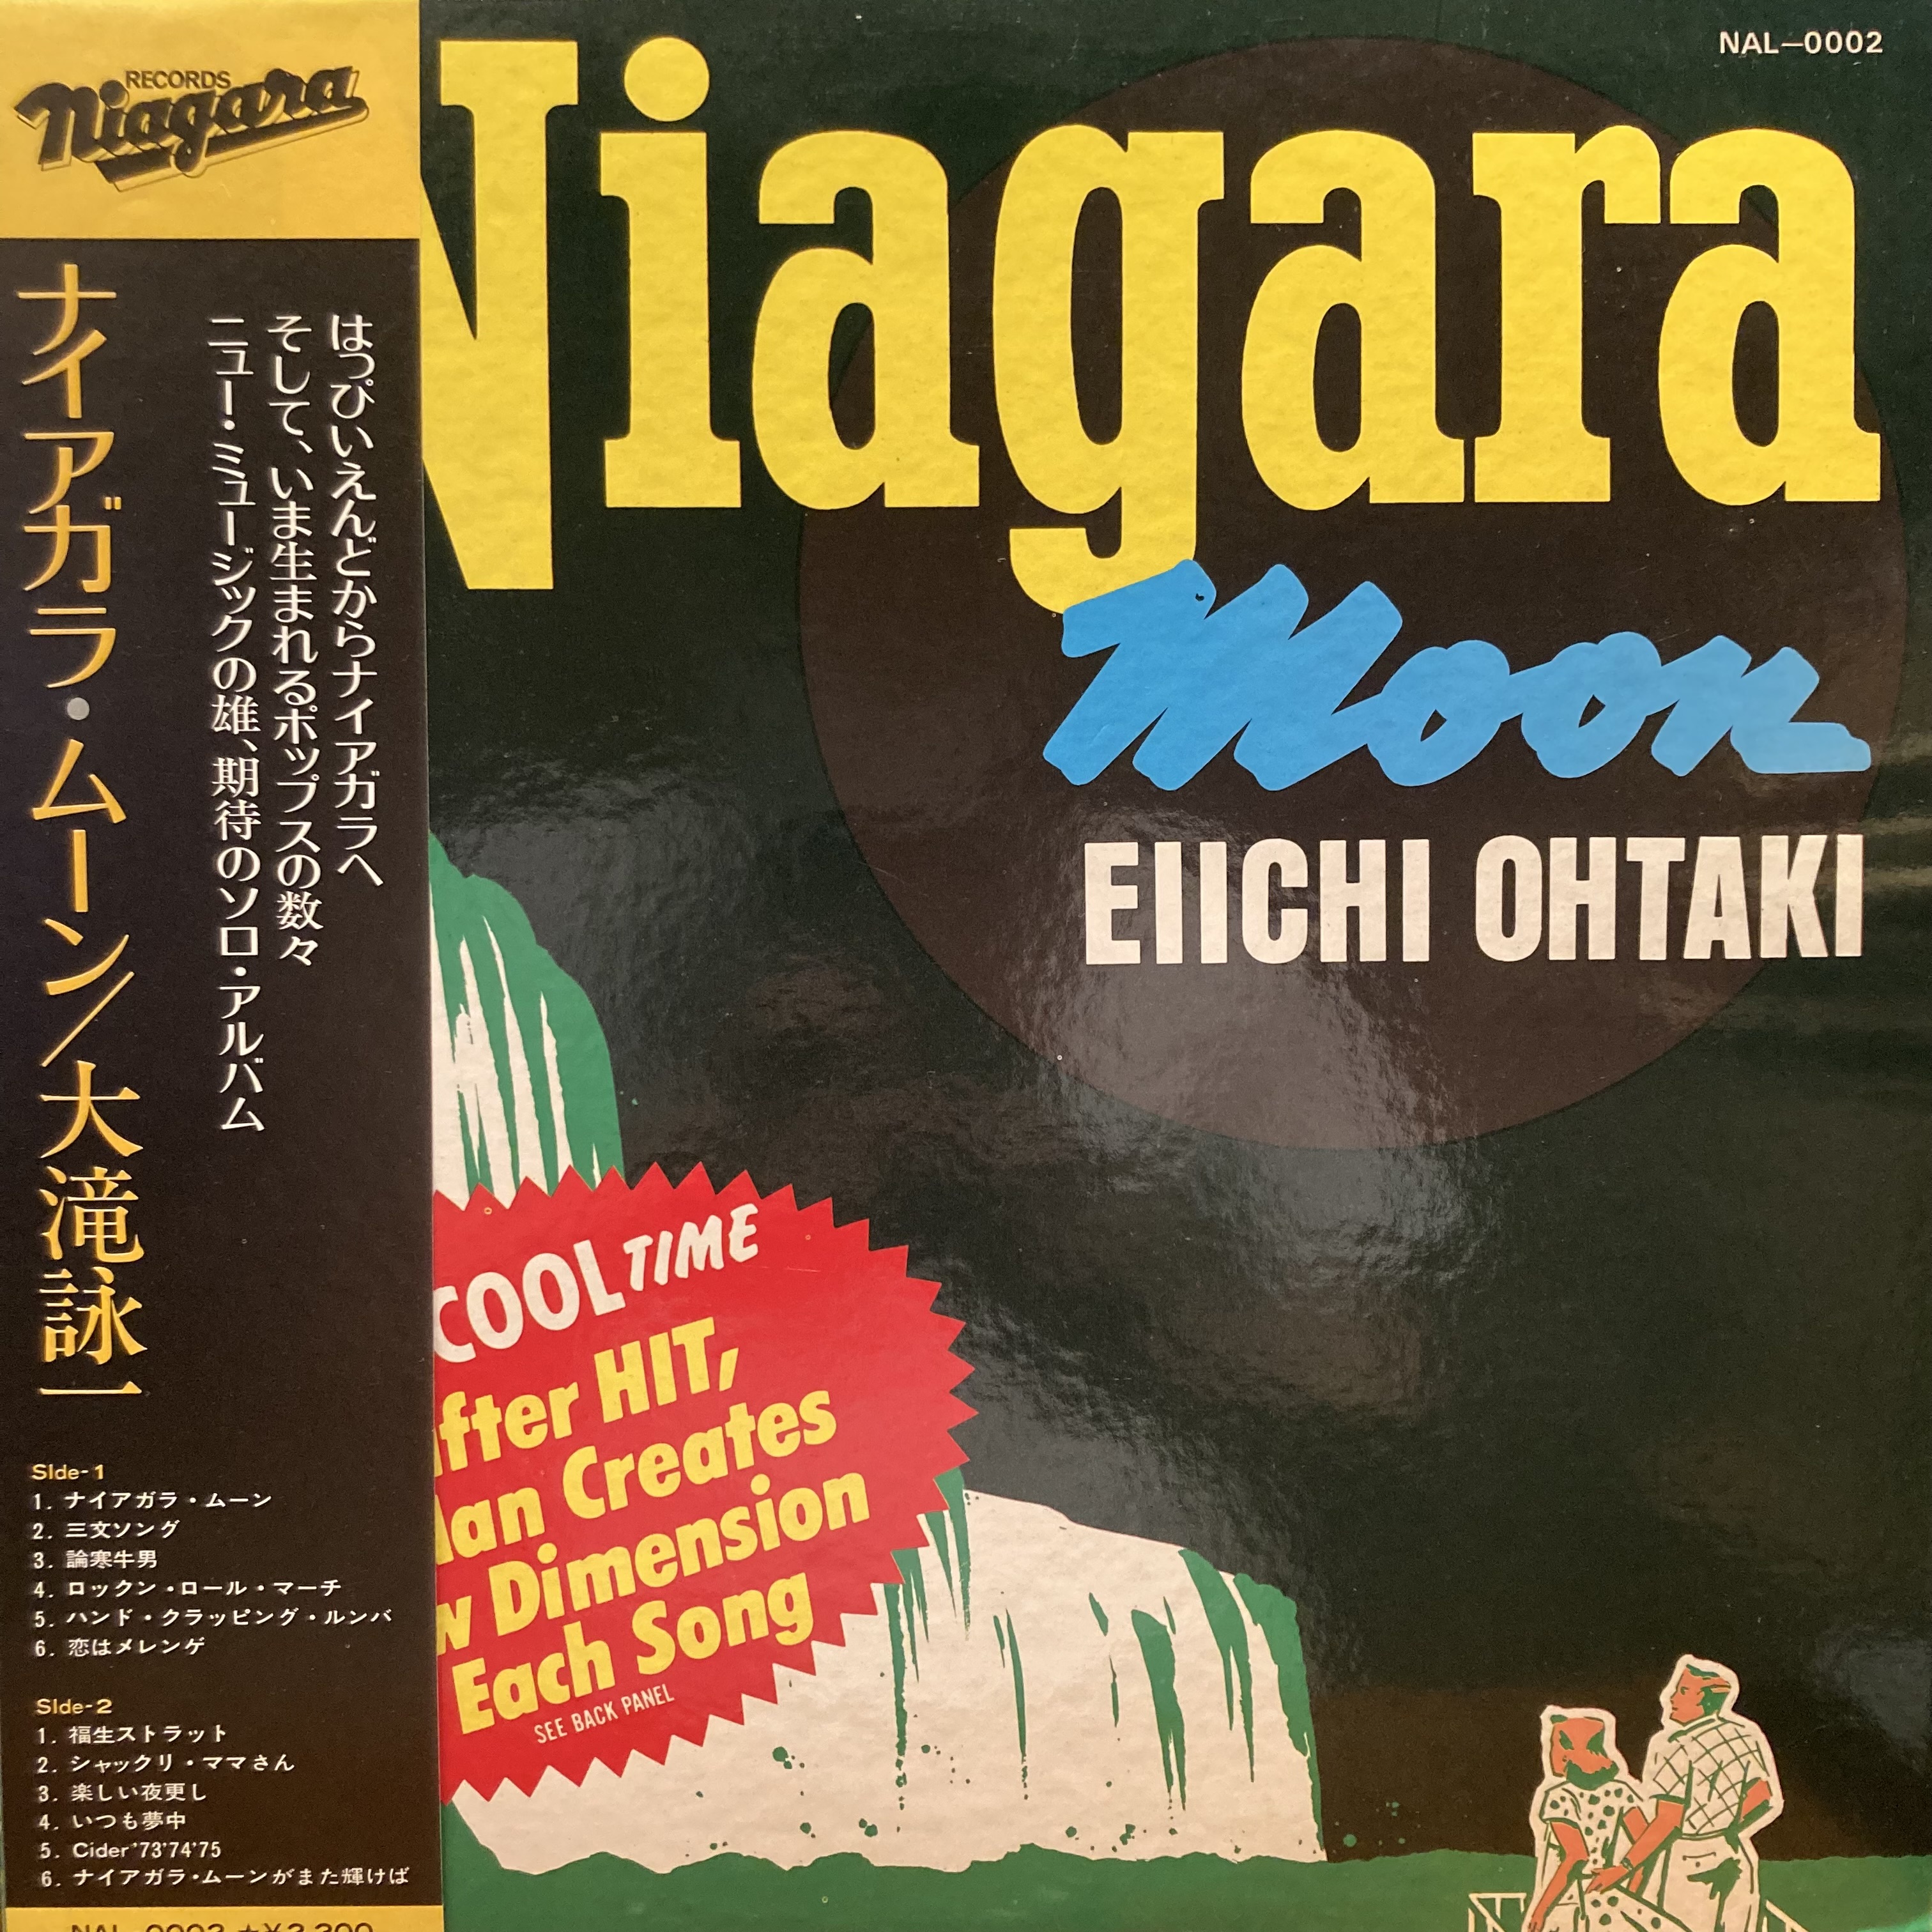 RECORDS
Niagara
ナイアガラ・ムーン/大滝詠一
はっぴいえんどからナイアガラへ
そして、いま生まれるポップスの数々
ニュー・ミュージックの雄、期待のソロ・アルバム
Side-1
1. ナイアガラ・ムーン
2. 三文ソング
3. 論寒牛男
4. ロックン・ロール・マーチ
5. ハンド・クラッピング・ルンバ
6. 恋はメレンゲ
Side-2
1. 福生ストラット
2. シャックリ・ママさん
3. 楽しい夜更し
4. いつも夢中
5. Cider'73'74'75
6. ナイアガラ・ムーンがまた輝けば
NAL-0002
Niagara
Moon
EIICHI OHTAKI
COOL TIME
fter HIT,
an Creates
w Dimension
Each Song
SEE BACK PANEL